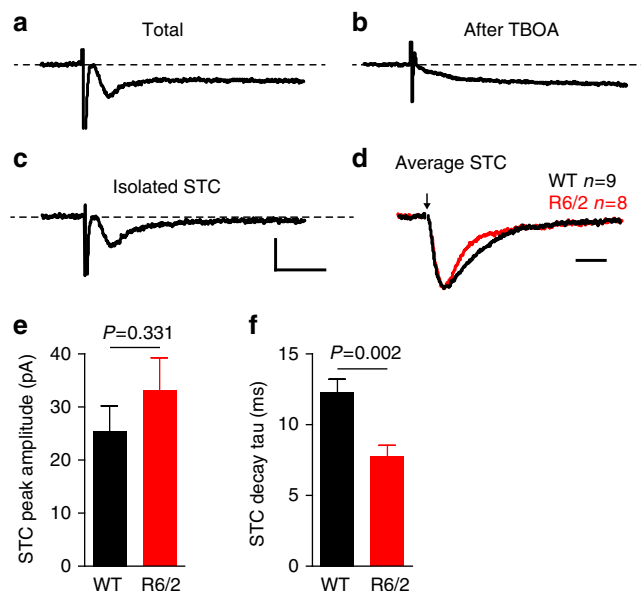 a
Total
b
After TBOA
c
Isolated STC
d
Average STC
WT n=9
R6/2 n=8
e
P=0.331
STC peak amplitude (pA)
40
30
20
10
0
WT R6/2
f
P=0.002
STC decay tau (ms)
15
10
5
0
WT R6/2